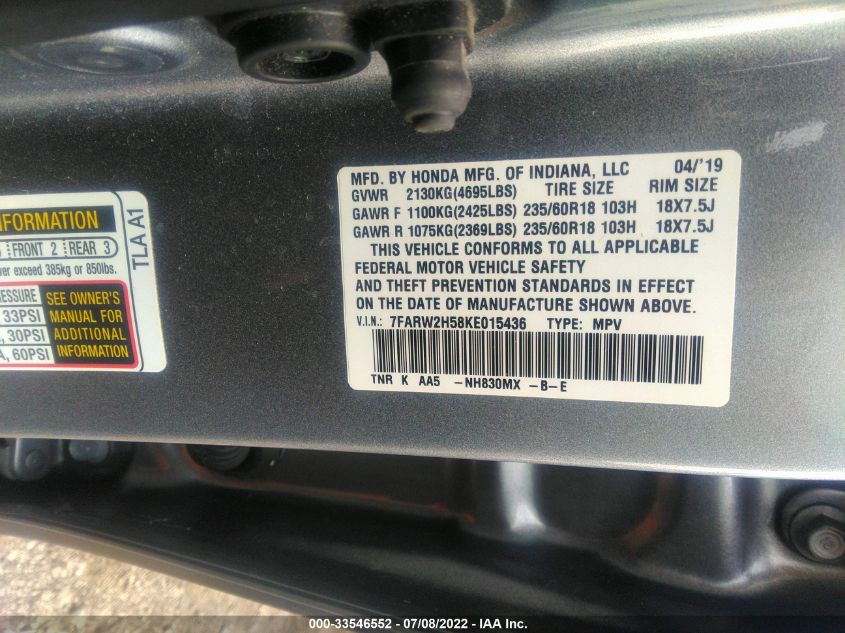 MFD. BY HONDA MFG. OF INDIANA, LLC 04/'19
GVWR 2130KG(4695LBS) TIRE SIZE RIM SIZE
GAWR F 1100KG(2425LBS) 235/60R18 103H 18X7.5J
GAWR R 1075KG(2369LBS) 235/60R18 103H 18X7.5J
THIS VEHICLE CONFORMS TO ALL APPLICABLE
FEDERAL MOTOR VEHICLE SAFETY
AND THEFT PREVENTION STANDARDS IN EFFECT
ON THE DATE OF MANUFACTURE SHOWN ABOVE.
V.I.N.: 7FARW2H58KE015436 TYPE: MPV
TNR K AA5 -NH830MX -B-E
INFORMATION
FRONT 2 REAR 3
exceed 385kg or 850lbs.
SEE OWNER'S
MANUAL FOR
ADDITIONAL
INFORMATION
33PSI
30PSI
60PSI
TLA A1
000-33546552 - 07/08/2022 - IAA Inc.